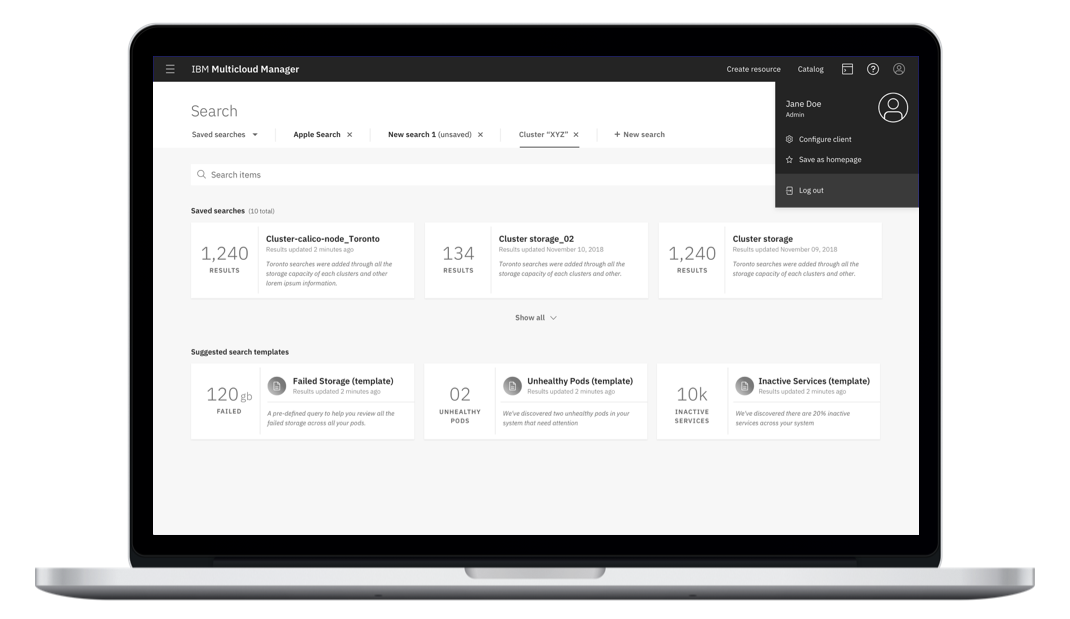 IBM Multicloud Manager
Create resource
Catalog
Jane Doe
Admin
Configure client
Save as homepage
Log out
Search
Saved searches
Apple Search
New search 1 (unsaved)
Cluster "XYZ"
+ New search
Search items
Saved searches (10 total)
1,240
RESULTS
Cluster-calico-node_Toronto
Results updated 2 minutes ago
Toronto searches were added through all the
storage capacity of each clusters and other
lorem ipsum information.
134
RESULTS
Cluster storage_02
Results updated November 10, 2018
Toronto searches were added through all the
storage capacity of each clusters and other.
1,240
RESULTS
Cluster storage
Results updated November 09, 2018
Toronto searches were added through all the
storage capacity of each clusters and other.
Show all
Suggested search templates
120 gb
FAILED
Failed Storage (template)
Results updated 2 minutes ago
A pre-defined query to help you review all the
failed storage across all your pods.
02
UNHEALTHY
PODS
Unhealthy Pods (template)
Results updated 2 minutes ago
We've discovered two unhealthy pods in your
system that need attention
10k
INACTIVE
SERVICES
Inactive Services (template)
Results updated 2 minutes ago
We've discovered there are 20% inactive
services across your system